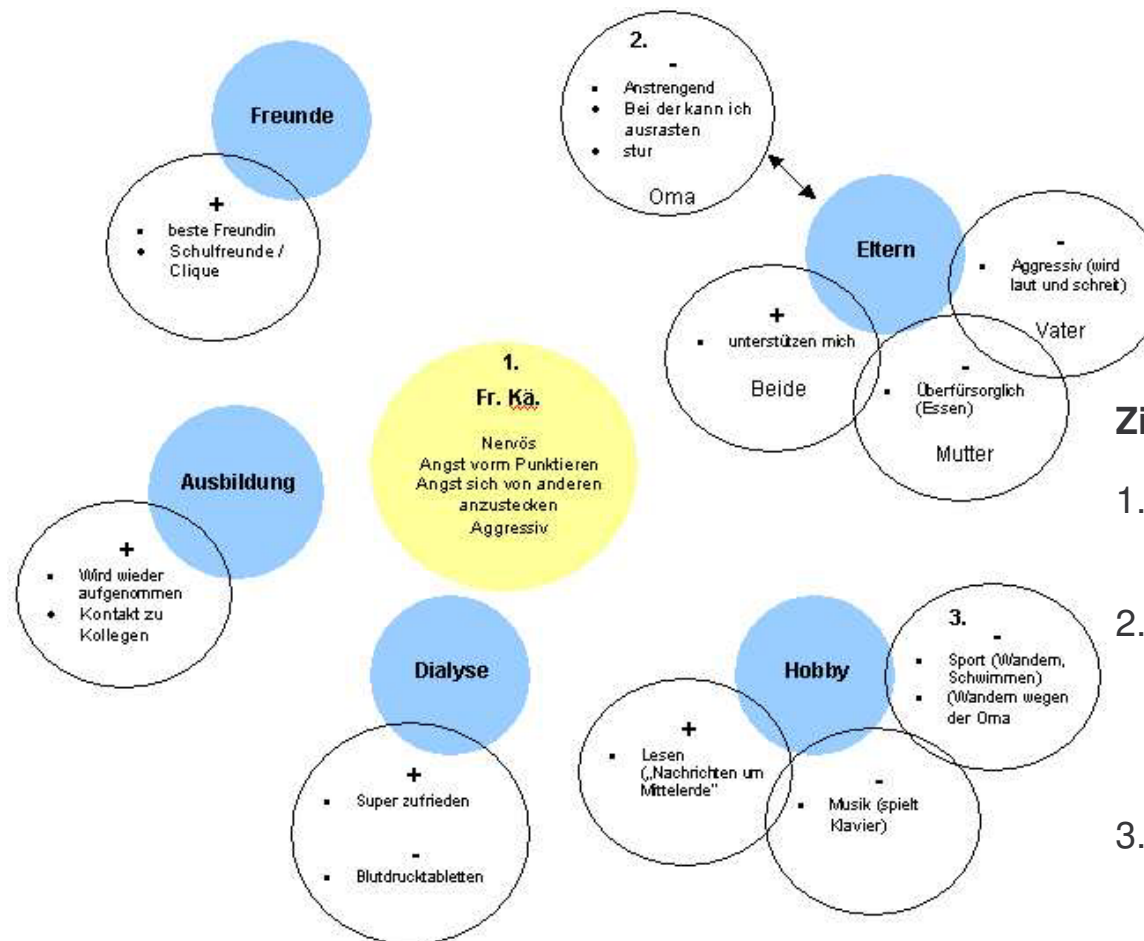 Freunde
+
▪ beste Freundin
• Schulfreunde /
Clique
2.
-
▪ Anstrengend
• Bei der kann ich
ausrasten
• stur
Oma
Eltern
-
▪ Aggressiv (wird
laut und schreit)
Vater
+
▪ unterstützen mich
Beide
-
▪ Überfürsorglich
(Essen)
Mutter
1.
Fr. Kä.
Nervös
Angst vorm Punktieren
Angst sich von anderen
anzustecken
Aggressiv
Ausbildung
+
▪ Wird wieder
aufgenommen
• Kontakt zu
Kollegen
Dialyse
+
▪ Super zufrieden
-
▪ Blutdrucktabletten
Hobby
3.
-
▪ Sport (Wandern,
Schwimmen)
▪ (Wandern wegen
der Oma
+
▪ Lesen
(„Nachrichten um
Mittelerde"
-
▪ Musik (spielt
Klavier)
Zi
1.
2.
3.